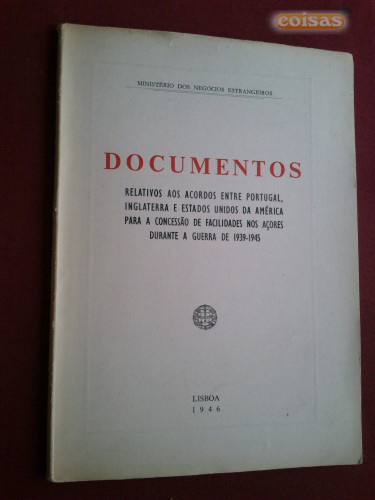 coisas
MINISTÉRIO DOS NEGÓCIOS ESTRANGEIROS
DOCUMENTOS
RELATIVOS AOS ACORDOS ENTRE PORTUGAL,
INGLATERRA E ESTADOS UNIDOS DA AMÉRICA
PARA A CONCESSÃO DE FACILIDADES NOS AÇORES
DURANTE A GUERRA DE 1939-1945
LISBOA
1946